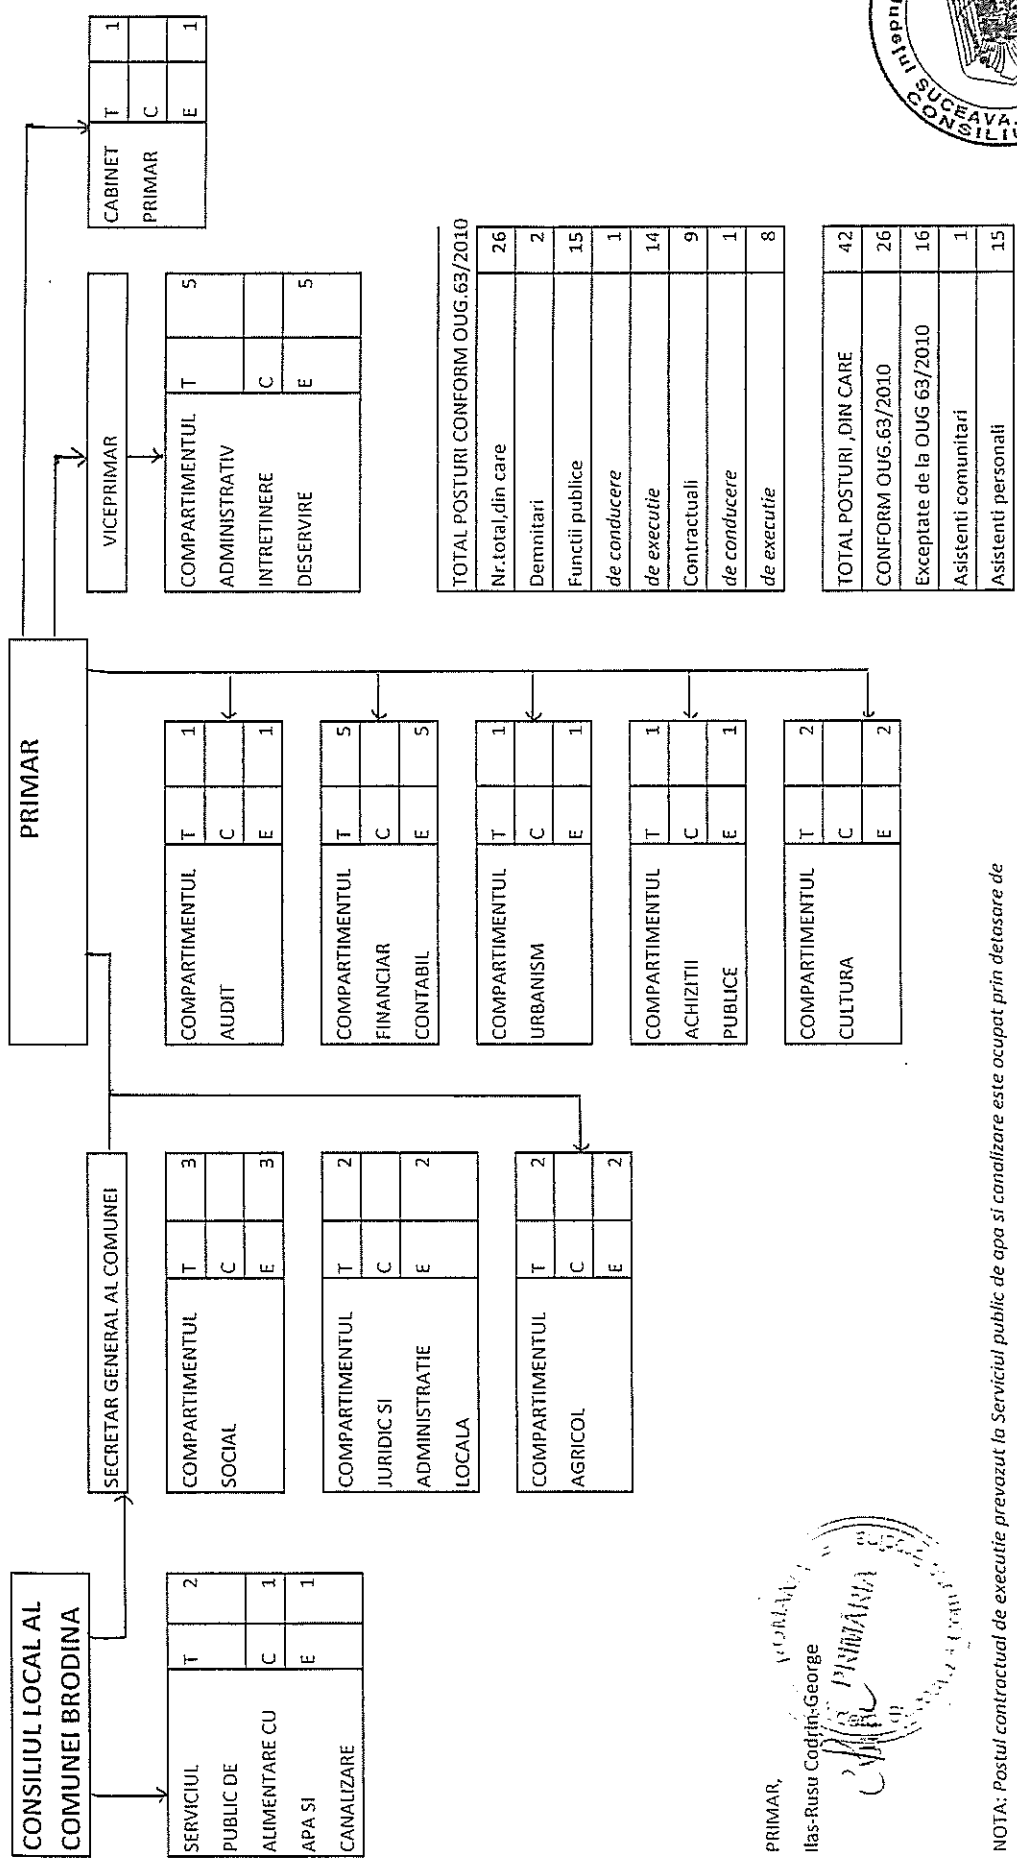 CONSILIUL LOCAL AL
COMUNEI BRODINA
SERVICIUL T 2
PUBLIC DE
ALIMENTARE CU C 1
APA SI E 1
CANALIZARE
SECRETAR GENERAL AL COMUNEI
COMPARTIMENTUL T 3
SOCIAL C
E 3
COMPARTIMENTUL T 2
JURIDIC SI C
ADMINISTRATIE E 2
LOCALA
COMPARTIMENTUL T 2
AGRICOL C
E 2
PRIMAR
COMPARTIMENTUL T 1
AUDIT C
E 1
COMPARTIMENTUL T 5
FINANCIAR C
CONTABIL E 5
COMPARTIMENTUL T 1
URBANISM C
E 1
COMPARTIMENTUL T 1
ACHIZITII C
PUBLICE E 1
COMPARTIMENTUL T 2
CULTURA C
E 2
VICEPRIMAR
COMPARTIMENTUL T 5
ADMINISTRATIV
INTRETINERE C
DESERVIRE E 5
CABINET T 1
PRIMAR C
E 1
TOTAL POSTURI CONFORM OUG.63/2010
Nr.total,din care 26
Demnitari 2
Functii publice 15
de conducere 1
de executie 14
Contractuali 9
de conducere 1
de executie 8
TOTAL POSTURI ,DIN CARE 42
CONFORM OUG.63/2010 26
Exceptate de la OUG 63/2010 16
Asistenti comunitari 1
Asistenti personali 15
PRIMAR,
Ilas-Rusu Codrin-George
ROMANIA
PRIMARIA
SUCEAVA
NOTA: Postul contractual de executie prevazut la Serviciul public de apa si canalizare este ocupat prin detasare de